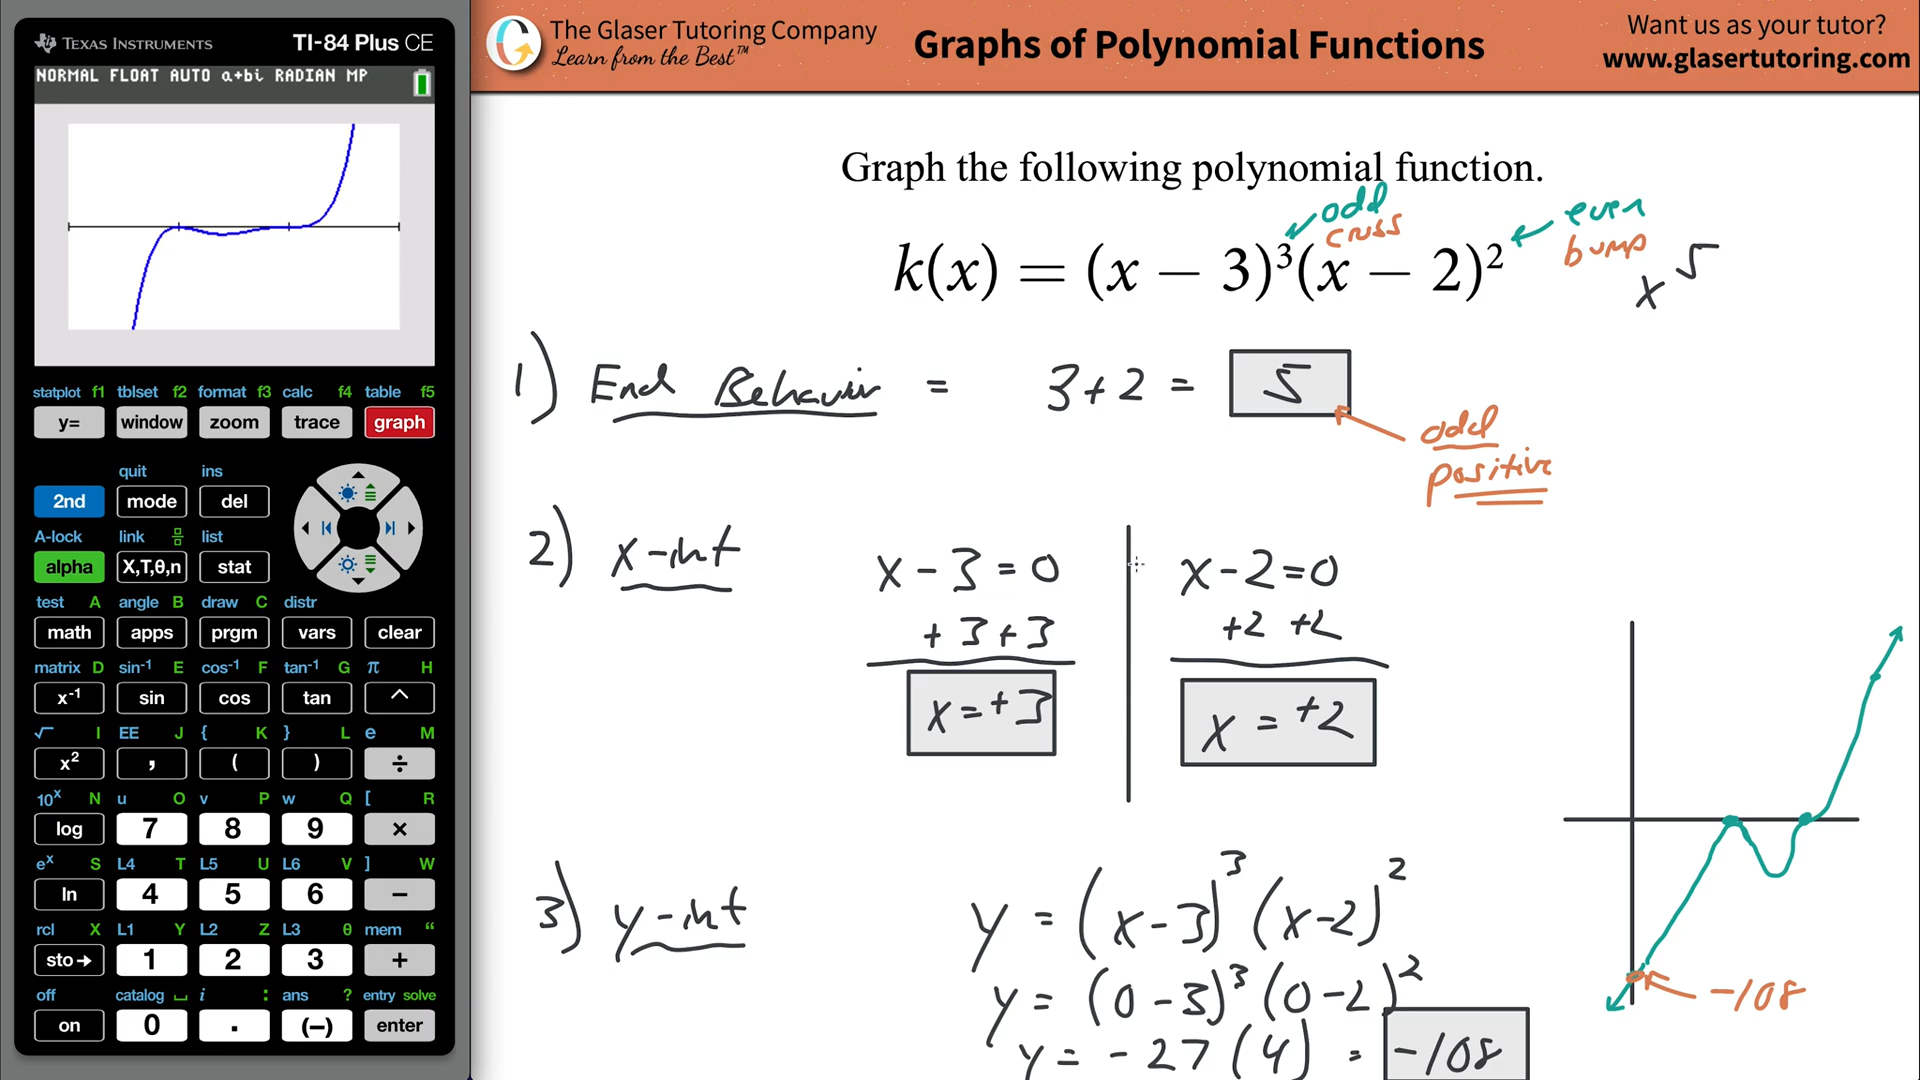 TEXAS INSTRUMENTS TI-84 Plus CE
NORMAL FLOAT AUTO a+bi RADIAN MP
statplot f1 tblset f2 format f3 calc f4 table f5
y= window zoom trace graph
quit ins
2nd mode del
A-lock link list
alpha X,T,θ,n stat
test A angle B draw C distr
math apps prgm vars clear
matrix D sin⁻¹ E cos⁻¹ F tan⁻¹ G π H
x⁻¹ sin cos tan ^
√ I EE J { K } L e M
x² , ( ) ÷
10ˣ N u O v P w Q [ R
log 7 8 9 ×
eˣ S L4 T L5 U L6 V ] W
ln 4 5 6 −
rcl X L1 Y L2 Z L3 θ mem “
sto→ 1 2 3 +
off catalog ⎵ i : ans ? entry solve
on 0 . (−) enter
The Glaser Tutoring Company
Learn from the Best™
Graphs of Polynomial Functions
Want us as your tutor?
www.glasertutoring.com
Graph the following polynomial function.
odd
cross
even
bump
k(x) = (x − 3)³(x − 2)²
x⁵
1) End Behavior = 3+2 = 5
odd
positive
2) x-int
x-3=0
+3 +3
x=+3
x-2=0
+2 +2
x=+2
3) y-int
y = (x-3)³ (x-2)²
y = (0-3)³ (0-2)²
y = -27(4) = -108
-108